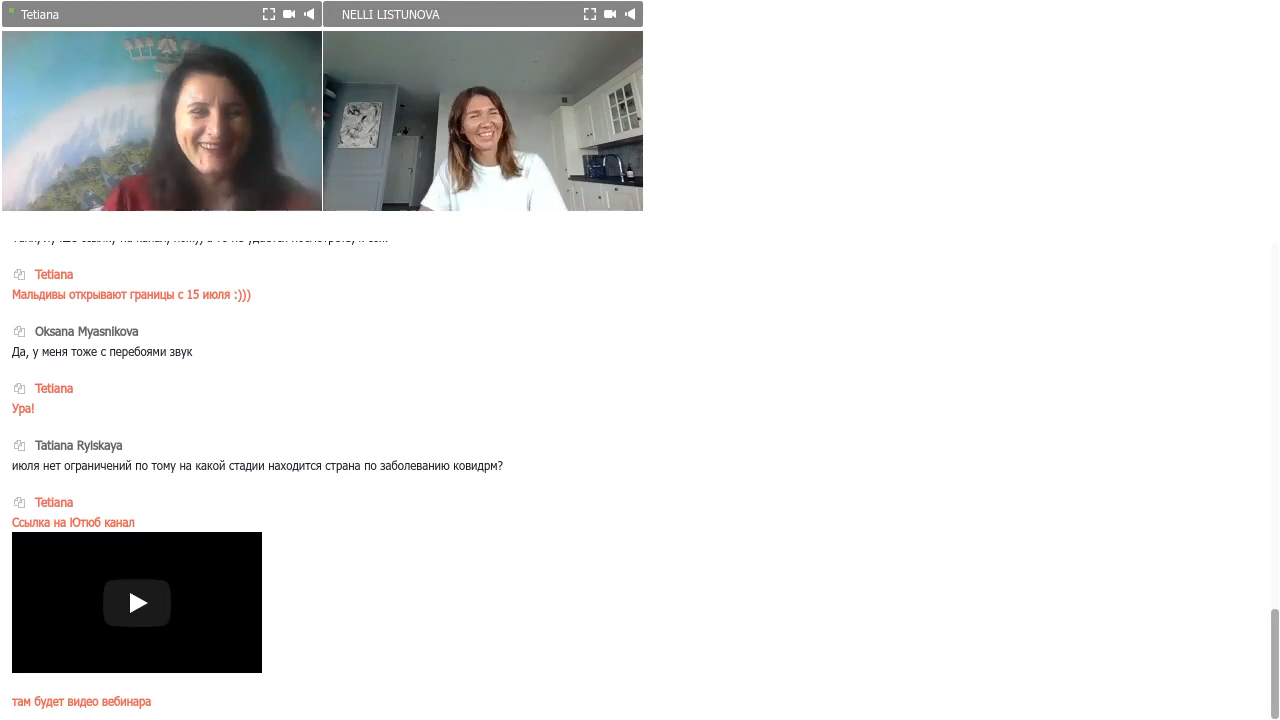 Tetiana
NELLI LISTUNOVA
Tetiana
Мальдивы открывают границы с 15 июля :)))
Oksana Myasnikova
Да, у меня тоже с перебоями звук
Tetiana
Ура!
Tatiana Rylskaya
июля нет ограничений по тому на какой стадии находится страна по заболеванию ковидрм?
Tetiana
Ссылка на Ютюб канал
там будет видео вебинара